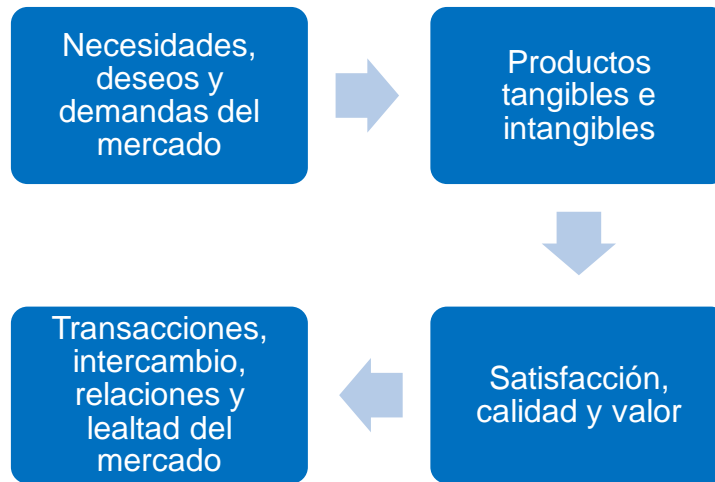 Necesidades,
deseos y
demandas del
mercado
Productos
tangibles e
intangibles
Satisfacción,
calidad y valor
Transacciones,
intercambio,
relaciones y
lealtad del
mercado